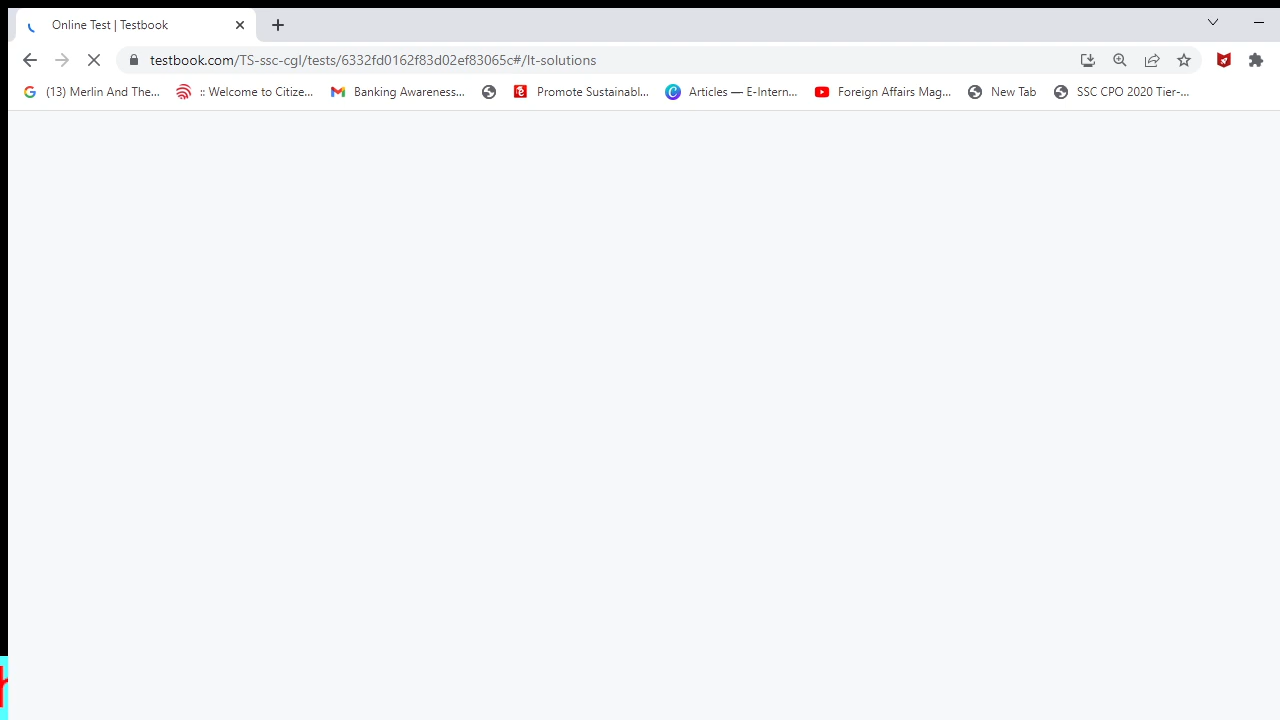 Online Test | Testbook
testbook.com/TS-ssc-cgl/tests/6332fd0162f83d02ef83065c#/lt-solutions
(13) Merlin And The... :: Welcome to Citize... Banking Awareness... Promote Sustainabl... Articles — E-Intern... Foreign Affairs Mag... New Tab SSC CPO 2020 Tier-...